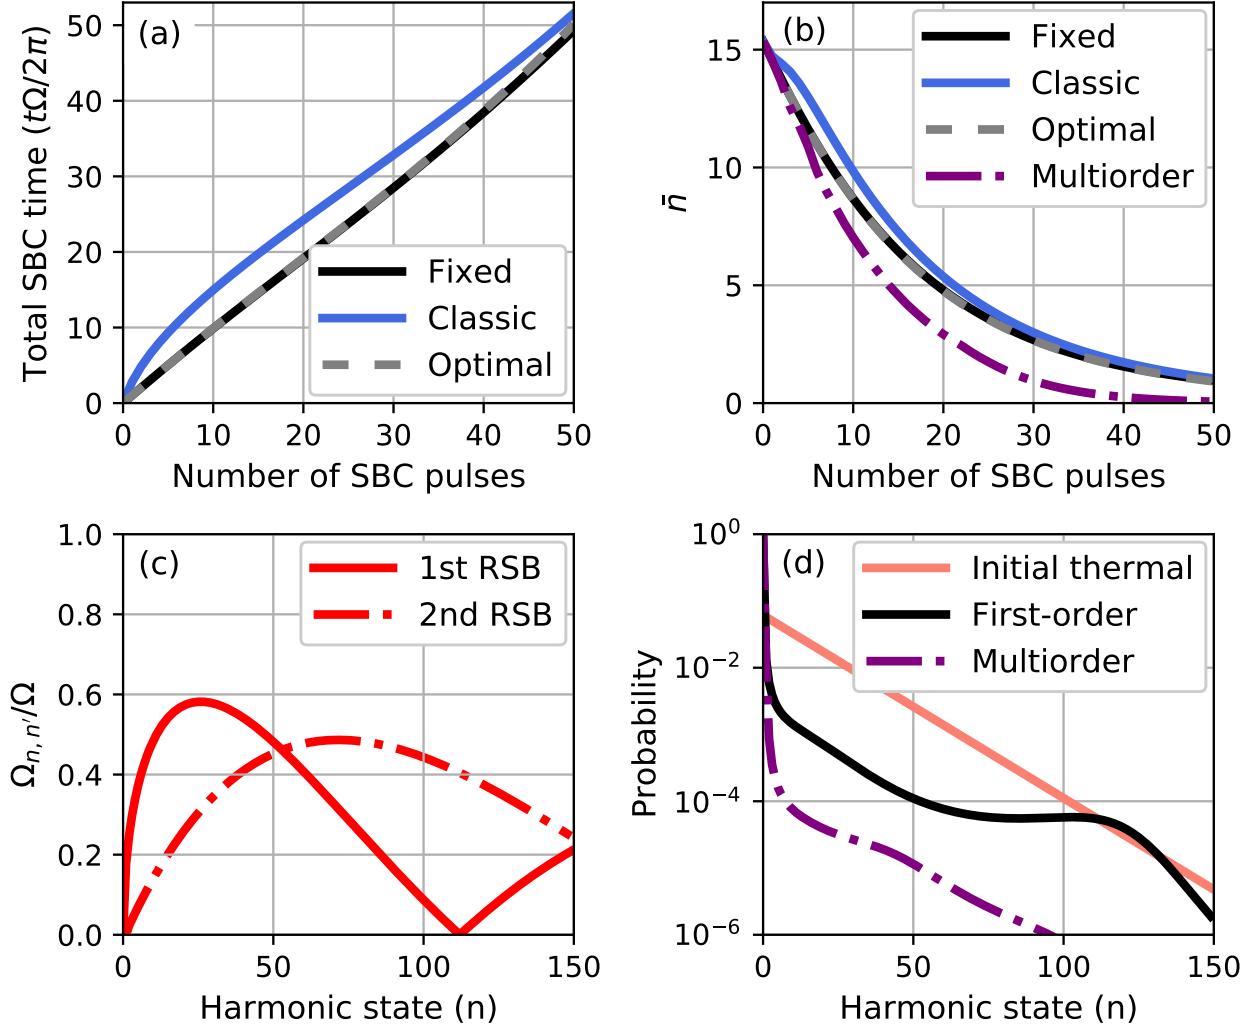 (a)
Total SBC time (tΩ/2π)
50
40
30
20
10
0
0 10 20 30 40 50
Number of SBC pulses
Fixed
Classic
Optimal
(b)
n̄
15
10
5
0
0 10 20 30 40 50
Number of SBC pulses
Fixed
Classic
Optimal
Multiorder
(c)
Ωn, n′/Ω
1.0
0.8
0.6
0.4
0.2
0.0
0 50 100 150
Harmonic state (n)
1st RSB
2nd RSB
(d)
Probability
10⁰
10⁻²
10⁻⁴
10⁻⁶
0 50 100 150
Harmonic state (n)
Initial thermal
First-order
Multiorder